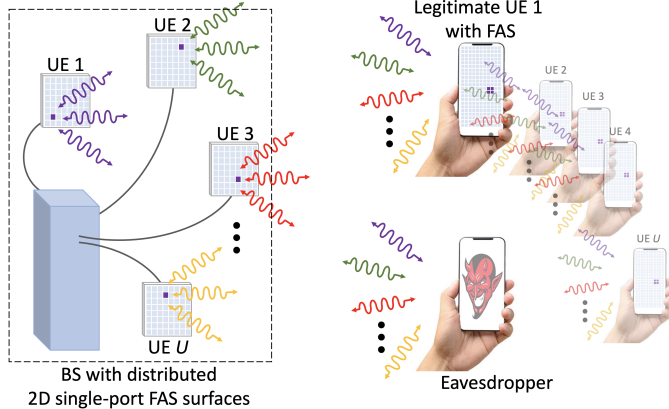 UE 1
UE 2
UE 3
UE U
BS with distributed
2D single-port FAS surfaces
Legitimate UE 1
with FAS
UE 2
UE 3
UE 4
UE U
Eavesdropper